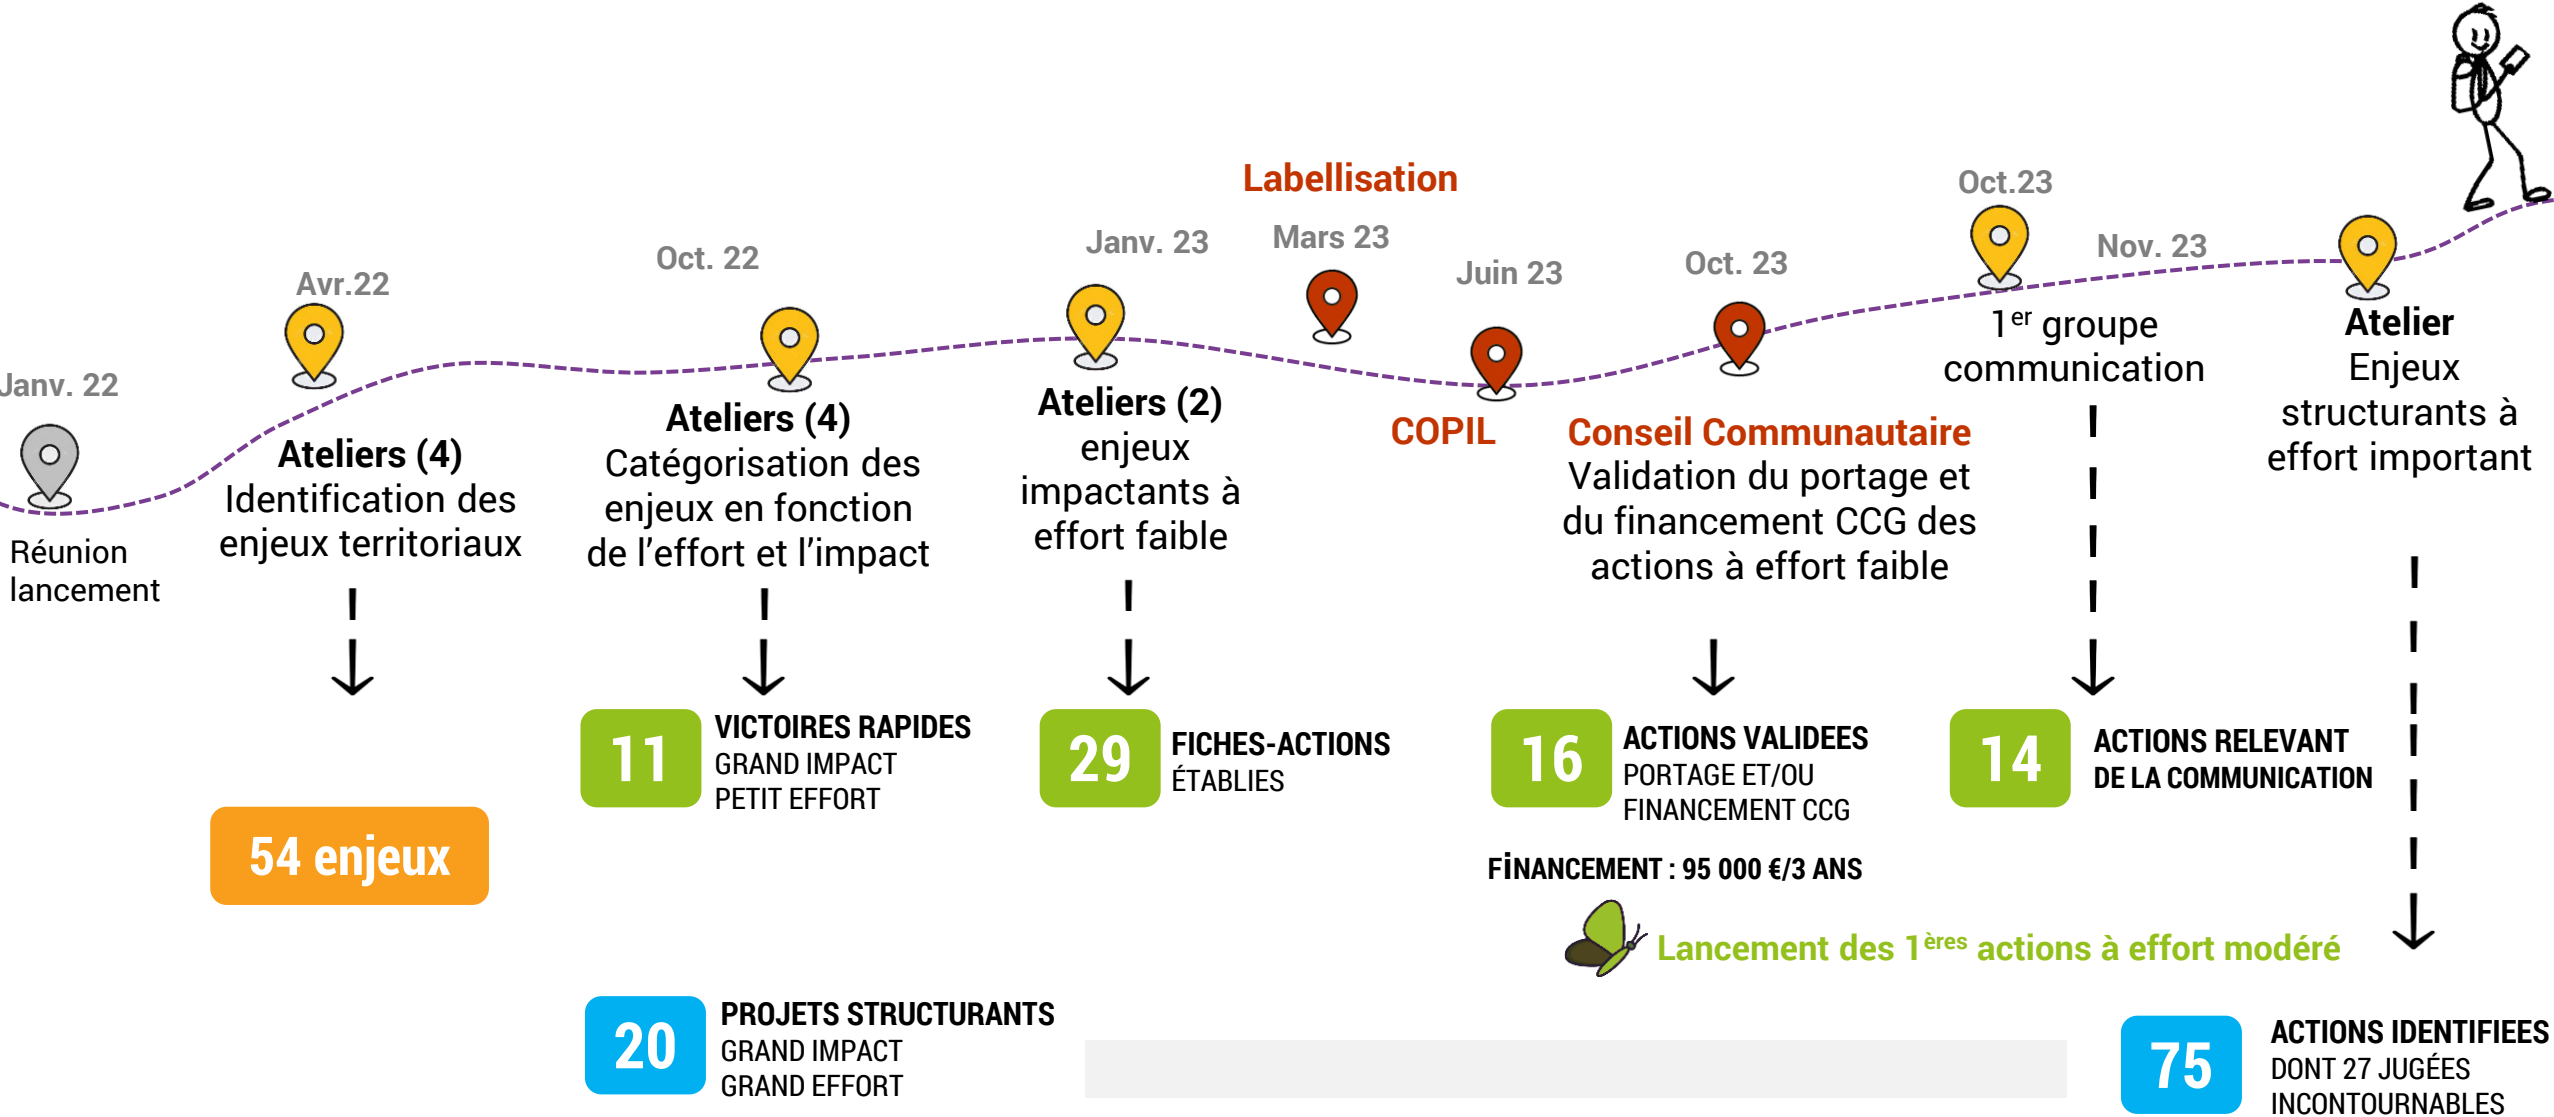 Janv. 22
Réunion
lancement
Avr.22
Ateliers (4)
Identification des
enjeux territoriaux
54 enjeux
Oct. 22
Ateliers (4)
Catégorisation des
enjeux en fonction
de l'effort et l'impact
11
VICTOIRES RAPIDES
GRAND IMPACT
PETIT EFFORT
20
PROJETS STRUCTURANTS
GRAND IMPACT
GRAND EFFORT
Janv. 23
Ateliers (2)
enjeux
impactants à
effort faible
29
FICHES-ACTIONS
ÉTABLIES
Labellisation
Mars 23
Juin 23
COPIL
Oct. 23
Conseil Communautaire
Validation du portage et
du financement CCG des
actions à effort faible
16
ACTIONS VALIDEES
PORTAGE ET/OU
FINANCEMENT CCG
FiNANCEMENT : 95 000 €/3 ANS
Lancement des 1ères actions à effort modéré
Oct.23
1er groupe
communication
14
ACTIONS RELEVANT
DE LA COMMUNICATION
Nov. 23
Atelier
Enjeux
structurants à
effort important
75
ACTIONS IDENTIFIEES
DONT 27 JUGÉES
INCONTOURNABLES